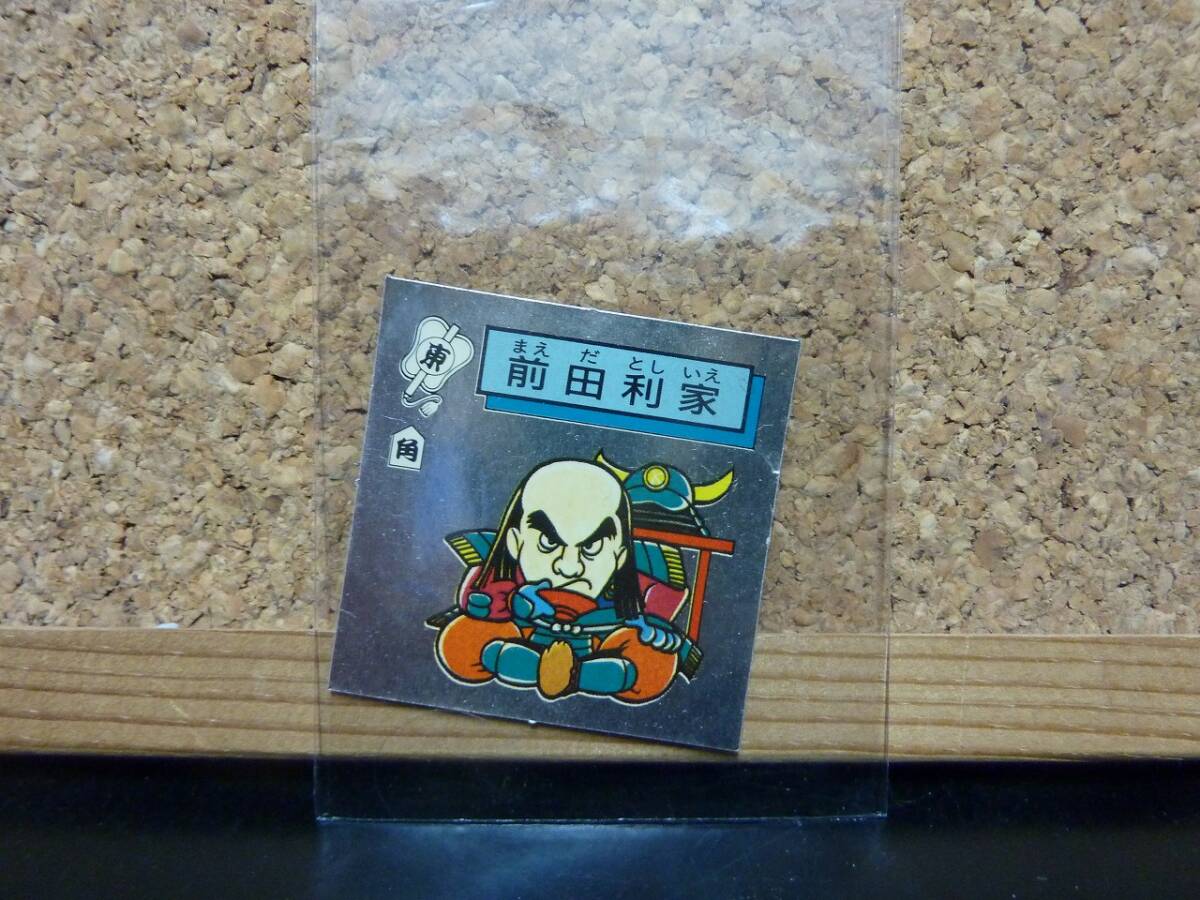 東
まえ だ とし いえ
前田利家
角